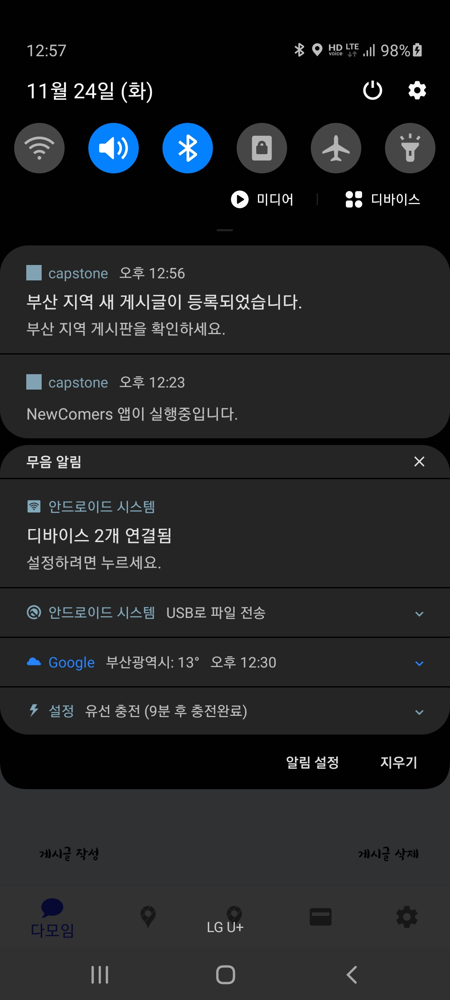 12:57 HD voice LTE 98%
11월 24일 (화)
미디어 디바이스
capstone 오후 12:56
부산 지역 새 게시글이 등록되었습니다.
부산 지역 게시판을 확인하세요.
capstone 오후 12:23
NewComers 앱이 실행중입니다.
무음 알림
안드로이드 시스템
디바이스 2개 연결됨
설정하려면 누르세요.
안드로이드 시스템 USB로 파일 전송
Google 부산광역시: 13° 오후 12:30
설정 유선 충전 (9분 후 충전완료)
알림 설정 지우기
게시글 작성 게시글 삭제
다모임 LG U+